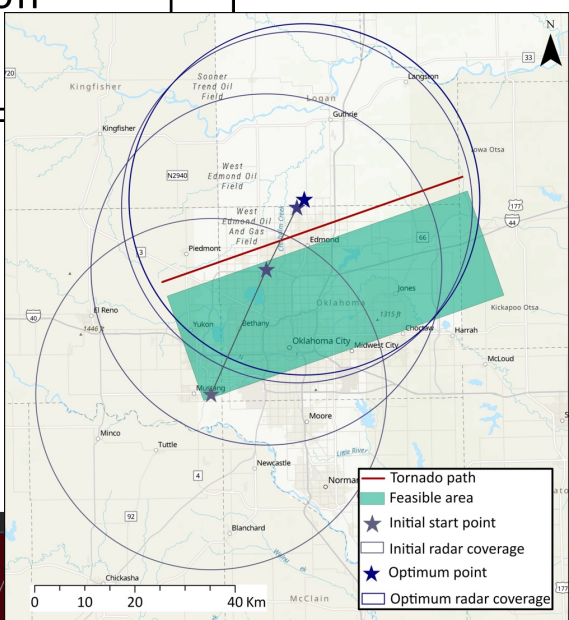 N
33
Langston
Sooner
Trend Oil
Field
Kingfisher
Logan
Guthrie
Kingfisher
Iowa Otsa
N2940
West
Edmond Oil
Field
177
44
West
Edmond Oil
And Gas
Field
66
Edmond
Piedmont
3
Jones
Kickapoo Otsa
Oklahoma
El Reno
40
1446 ft
1315 ft
Yukon
Bethany
Choctaw
Harrah
Oklahoma City
Midwest City
McLoud
Mustang
Moore
Minco
Tuttle
Little River
Newcastle
4
Norman
92
Blanchard
Chickasha
McClain
177
Tornado path
Feasible area
Initial start point
Initial radar coverage
Optimum point
Optimum radar coverage
0 10 20 40 Km